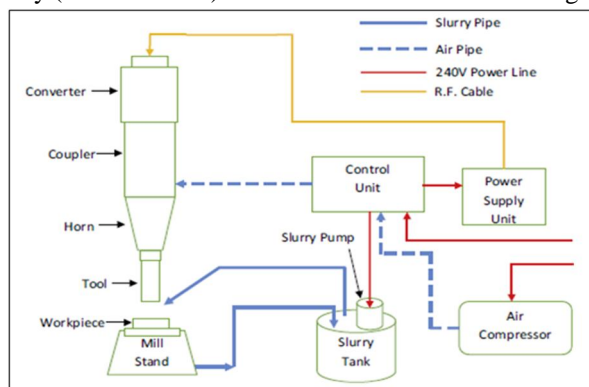 Slurry Pipe
Air Pipe
240V Power Line
R.F. Cable
Converter
Coupler
Horn
Tool
Workpiece
Mill
Stand
Control
Unit
Power
Supply
Unit
Slurry Pump
Slurry
Tank
Air
Compressor